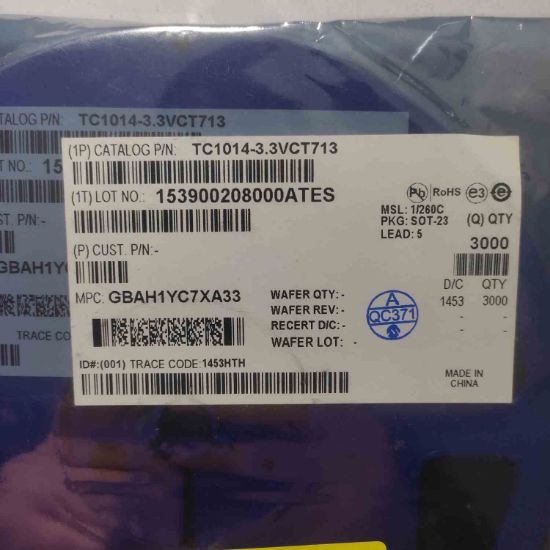 CATALOG P/N: TC1014-3.3VCT713
T NO.: 15
ST. P/N:-
GBAH1Y
TRACE CO
(1P) CATALOG P/N: TC1014-3.3VCT713
(1T) LOT NO.: 153900208000ATES
Pb RoHS e3 e
MSL: 1/260C
PKG: SOT-23 (Q) QTY
LEAD: 5 3000
(P) CUST. P/N:-
D/C QTY
1453 3000
MPC: GBAH1YC7XA33
WAFER QTY: -
WAFER REV: -
RECERT D/C: -
WAFER LOT: -
A
QC371
ID#:(001) TRACE CODE: 1453HTH
MADE IN
CHINA